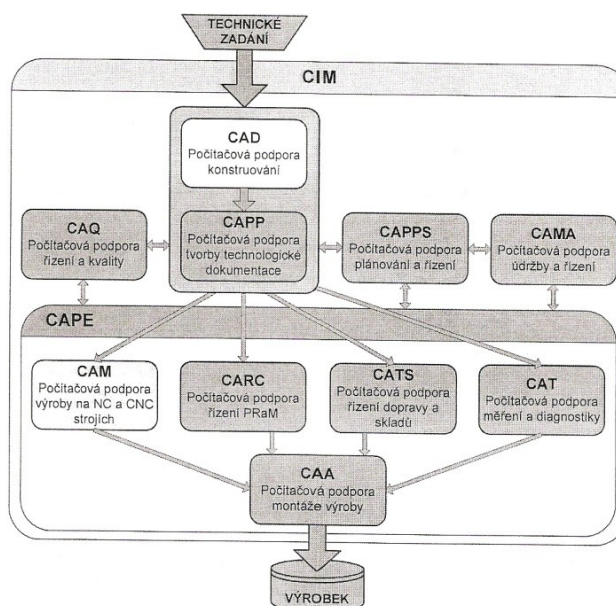 TECHNICKÉ
ZADÁNÍ
CIM
CAD
Počítačová podpora
konstruování
CAPP
Počítačová podpora
tvorby technologické
dokumentace
CAQ
Počítačová podpora
řízení a kvality
CAPPS
Počítačová podpora
plánování a řízení
CAMA
Počítačová podpora
údržby a řízení
CAPE
CAM
Počítačová podpora
výroby na NC a CNC
strojích
CARC
Počítačová podpora
řízení PRaM
CATS
Počítačová podpora
řízení dopravy a
skladů
CAT
Počítačová podpora
měření a diagnostiky
CAA
Počítačová podpora
montáže výroby
VÝROBEK